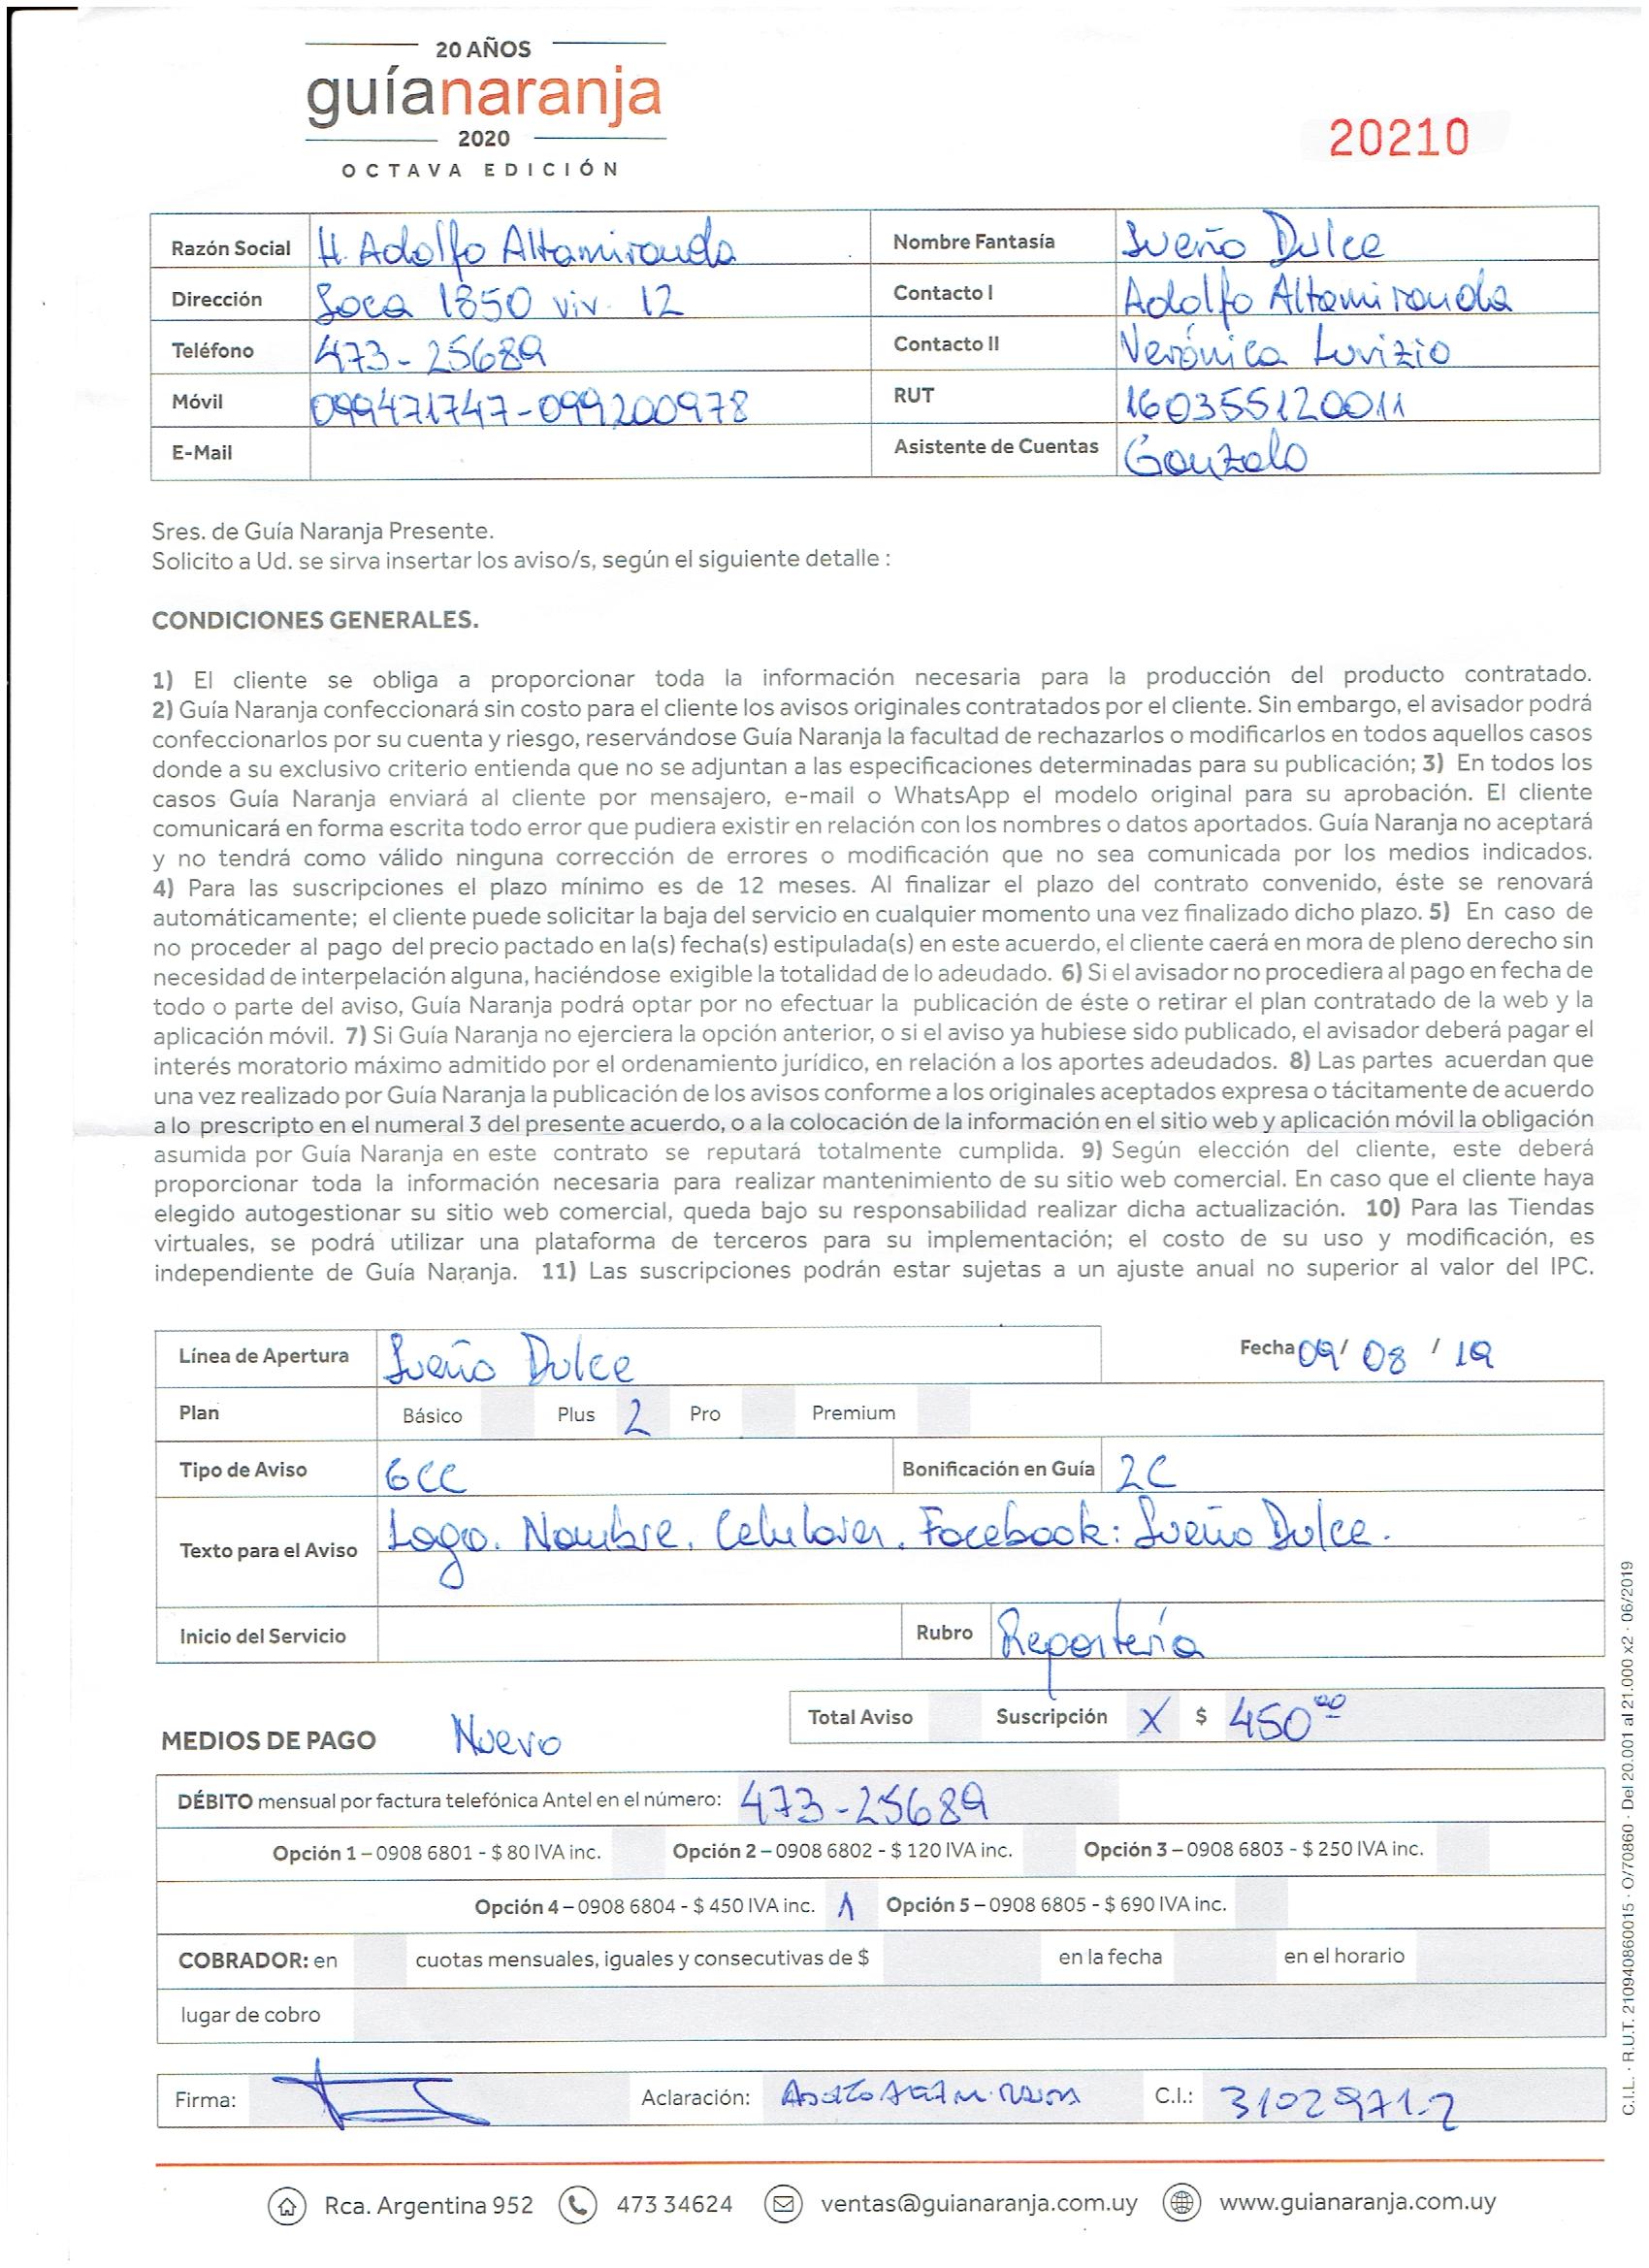 20 AÑOS
guíanaranja
2020
OCTAVA EDICIÓN
20210
Razón Social H. Adolfo Altamiranda Nombre Fantasía Sueño Dulce
Dirección Soca 1850 viv. 12 Contacto I Adolfo Altamiranda
Teléfono 473-25689 Contacto II Verónica
Móvil 099471747-099200978 RUT 160355120011
E-Mail Asistente de Cuentas Gonzalo
Sres. de Guía Naranja Presente.
Solicito a Ud. se sirva insertar los aviso/s, según el siguiente detalle :
CONDICIONES GENERALES.
1) El cliente se obliga a proporcionar toda la información necesaria para la producción del producto contratado.
2) Guía Naranja confeccionará sin costo para el cliente los avisos originales contratados por el cliente. Sin embargo, el avisador podrá
confeccionarlos por su cuenta y riesgo, reservándose Guía Naranja la facultad de rechazarlos o modificarlos en todos aquellos casos
donde a su exclusivo criterio entienda que no se adjuntan a las especificaciones determinadas para su publicación; 3) En todos los
casos Guía Naranja enviará al cliente por mensajero, e-mail o WhatsApp el modelo original para su aprobación. El cliente
comunicará en forma escrita todo error que pudiera existir en relación con los nombres o datos aportados. Guía Naranja no aceptará
y no tendrá como válido ninguna corrección de errores o modificación que no sea comunicada por los medios indicados.
4) Para las suscripciones el plazo mínimo es de 12 meses. Al finalizar el plazo del contrato convenido, éste se renovará
automáticamente; el cliente puede solicitar la baja del servicio en cualquier momento una vez finalizado dicho plazo. 5) En caso de
no proceder al pago del precio pactado en la(s) fecha(s) estipulada(s) en este acuerdo, el cliente caerá en mora de pleno derecho sin
necesidad de interpelación alguna, haciéndose exigible la totalidad de lo adeudado. 6) Si el avisador no procediera al pago en fecha de
todo o parte del aviso, Guía Naranja podrá optar por no efectuar la publicación de éste o retirar el plan contratado de la web y la
aplicación móvil. 7) Si Guía Naranja no ejerciera la opción anterior, o si el aviso ya hubiese sido publicado, el avisador deberá pagar el
interés moratorio máximo admitido por el ordenamiento jurídico, en relación a los aportes adeudados. 8) Las partes acuerdan que
una vez realizado por Guía Naranja la publicación de los avisos conforme a los originales aceptados expresa o tácitamente de acuerdo
a lo prescripto en el numeral 3 del presente acuerdo, o a la colocación de la información en el sitio web y aplicación móvil la obligación
asumida por Guía Naranja en este contrato se reputará totalmente cumplida. 9) Según elección del cliente, este deberá
proporcionar toda la información necesaria para realizar mantenimiento de su sitio web comercial. En caso que el cliente haya
elegido autogestionar su sitio web comercial, queda bajo su responsabilidad realizar dicha actualización. 10) Para las Tiendas
virtuales, se podrá utilizar una plataforma de terceros para su implementación; el costo de su uso y modificación, es
independiente de Guía Naranja. 11) Las suscripciones podrán estar sujetas a un ajuste anual no superior al valor del IPC.
Línea de Apertura Sueño Dulce Fecha 09/ 08 / 19
Plan Básico Plus 2 Pro Premium
Tipo de Aviso 6CC Bonificación en Guía 2C
Texto para el Aviso Logo. Nombre. Celulares. Facebook: Sueño Dulce.
Inicio del Servicio Rubro Repostería
Total Aviso Suscripción X $ 450⁰⁰
MEDIOS DE PAGO Nuevo
DÉBITO mensual por factura telefónica Antel en el número: 473-25689
Opción 1 – 0908 6801 - $ 80 IVA inc. Opción 2 – 0908 6802 - $ 120 IVA inc. Opción 3 – 0908 6803 - $ 250 IVA inc.
Opción 4 – 0908 6804 - $ 450 IVA inc. 1 Opción 5 – 0908 6805 - $ 690 IVA inc.
COBRADOR: en cuotas mensuales, iguales y consecutivas de $ en la fecha en el horario
lugar de cobro
Firma: Aclaración: C.I.: 3102971-2
Rca. Argentina 952 473 34624 ventas@guianaranja.com.uy www.guianaranja.com.uy
C.I.L. · R.U.T. 210940860015 · O/70860 · Del 20.001 al 21.000 x2 · 06/2019